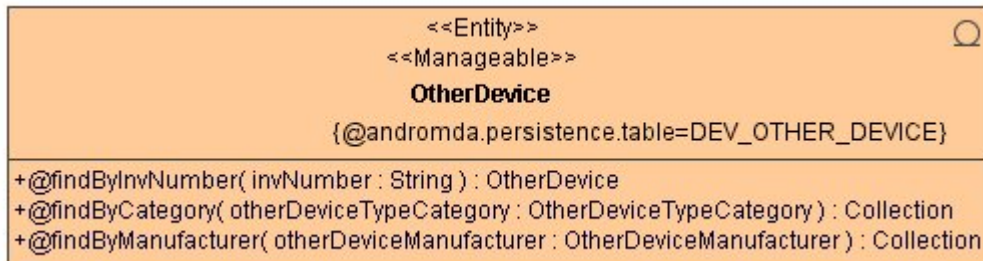 <<Entity>>
<<Manageable>>
OtherDevice
{@andromda.persistence.table=DEV_OTHER_DEVICE}
+@findByInvNumber( invNumber : String ) : OtherDevice
+@findByCategory( otherDeviceTypeCategory : OtherDeviceTypeCategory ) : Collection
+@findByManufacturer( otherDeviceManufacturer : OtherDeviceManufacturer ) : Collection